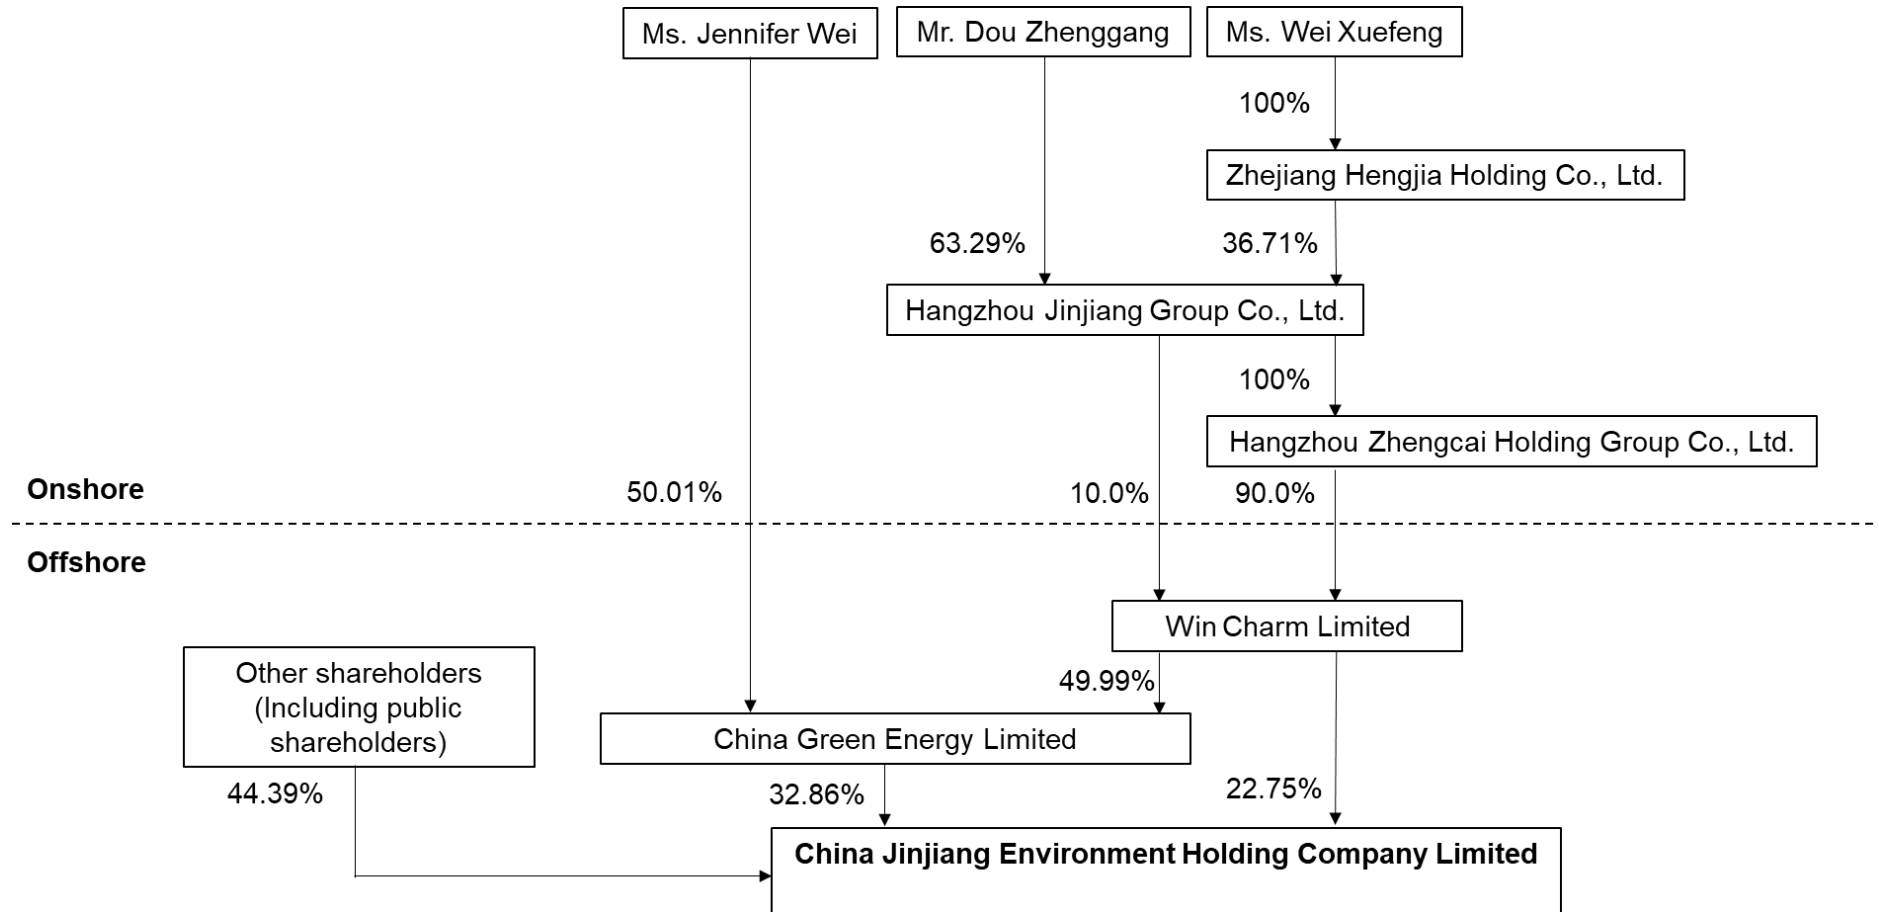 Ms. Jennifer Wei
Mr. Dou Zhenggang
Ms. Wei Xuefeng
100%
Zhejiang Hengjia Holding Co., Ltd.
63.29%
36.71%
Hangzhou Jinjiang Group Co., Ltd.
100%
Hangzhou Zhengcai Holding Group Co., Ltd.
Onshore
50.01%
10.0%
90.0%
Offshore
Win Charm Limited
Other shareholders
(Including public
shareholders)
49.99%
China Green Energy Limited
44.39%
32.86%
22.75%
China Jinjiang Environment Holding Company Limited